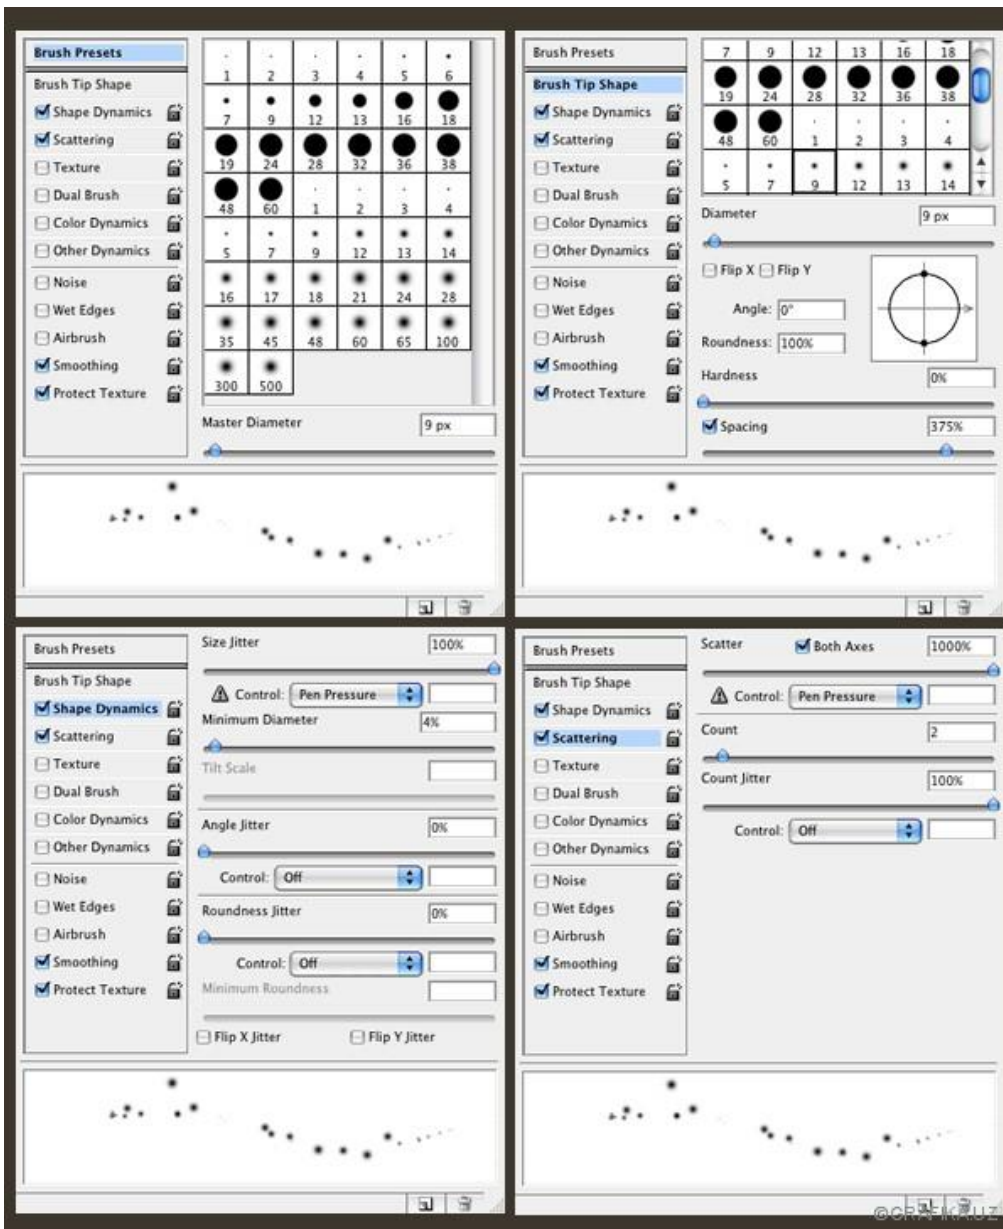 Brush Presets
Brush Tip Shape
Shape Dynamics
Scattering
Texture
Dual Brush
Color Dynamics
Other Dynamics
Noise
Wet Edges
Airbrush
Smoothing
Protect Texture
1 2 3 4 5 6
7 9 12 13 16 18
19 24 28 32 36 38
48 60 1 2 3 4
5 7 9 12 13 14
16 17 18 21 24 28
35 45 48 60 65 100
300 500
Master Diameter 9 px
Brush Presets
Brush Tip Shape
Shape Dynamics
Scattering
Texture
Dual Brush
Color Dynamics
Other Dynamics
Noise
Wet Edges
Airbrush
Smoothing
Protect Texture
7 9 12 13 16 18
19 24 28 32 36 38
48 60 1 2 3 4
5 7 9 12 13 14
Diameter 9 px
Flip X Flip Y
Angle: 0°
Roundness: 100%
Hardness 0%
Spacing 375%
Brush Presets
Brush Tip Shape
Shape Dynamics
Scattering
Texture
Dual Brush
Color Dynamics
Other Dynamics
Noise
Wet Edges
Airbrush
Smoothing
Protect Texture
Size Jitter 100%
Control: Pen Pressure
Minimum Diameter 4%
Tilt Scale
Angle Jitter 0%
Control: Off
Roundness Jitter 0%
Control: Off
Minimum Roundness
Flip X Jitter Flip Y Jitter
Brush Presets
Brush Tip Shape
Shape Dynamics
Scattering
Texture
Dual Brush
Color Dynamics
Other Dynamics
Noise
Wet Edges
Airbrush
Smoothing
Protect Texture
Scatter Both Axes 1000%
Control: Pen Pressure
Count 2
Count Jitter 100%
Control: Off
©GRAFIKA.UZ